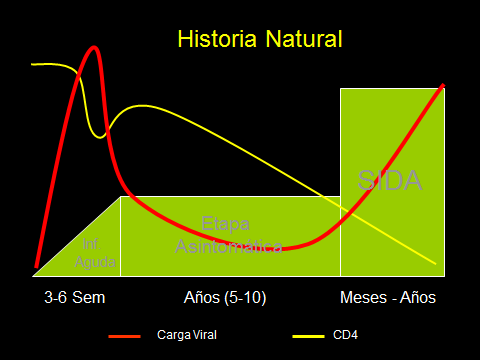 Historia Natural
SIDA
Etapa
Asintomática
Inf
Aguda
3-6 Sem
Años (5-10)
Meses - Años
Carga Viral
CD4